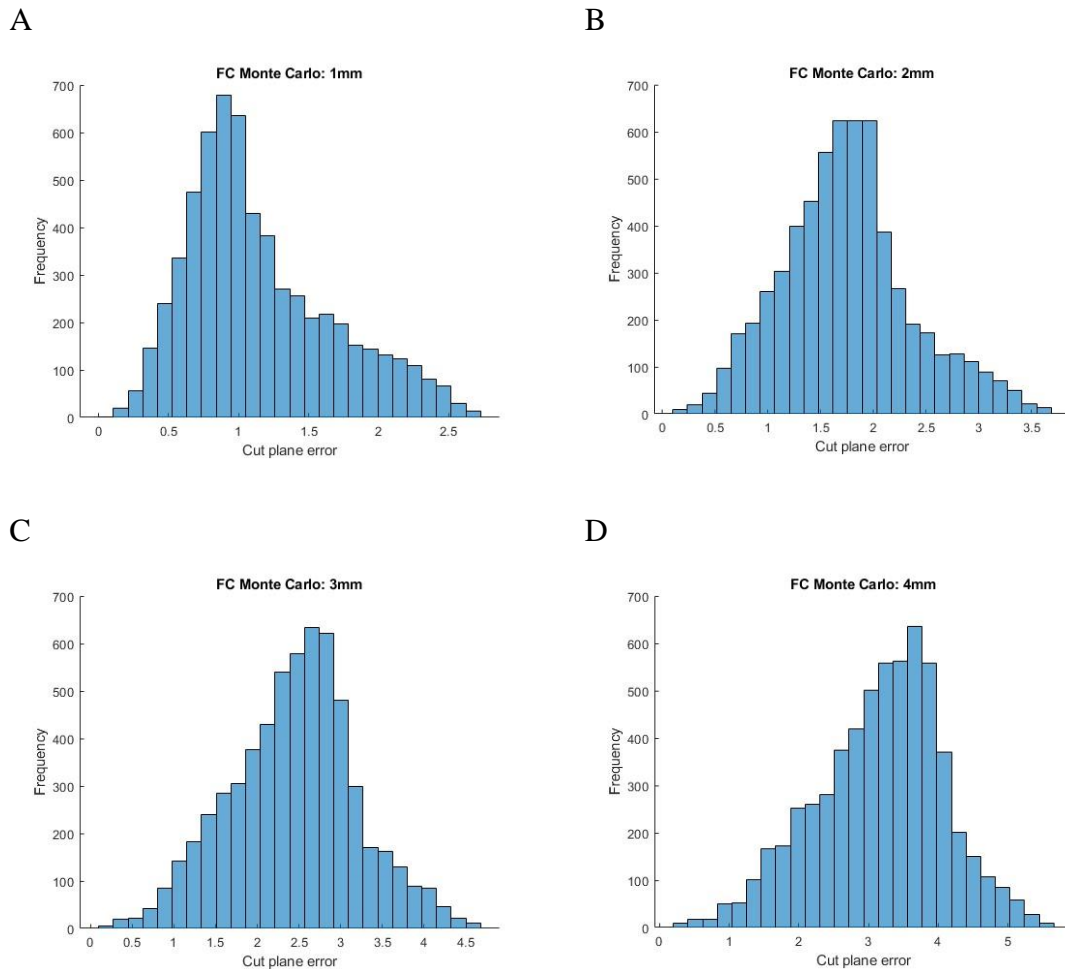 A
FC Monte Carlo: 1mm
700
600
500
400
300
200
100
0
Frequency
0 0.5 1 1.5 2 2.5
Cut plane error
B
FC Monte Carlo: 2mm
700
600
500
400
300
200
100
0
Frequency
0 0.5 1 1.5 2 2.5 3 3.5
Cut plane error
C
FC Monte Carlo: 3mm
700
600
500
400
300
200
100
0
Frequency
0 0.5 1 1.5 2 2.5 3 3.5 4 4.5
Cut plane error
D
FC Monte Carlo: 4mm
700
600
500
400
300
200
100
0
Frequency
0 1 2 3 4 5
Cut plane error